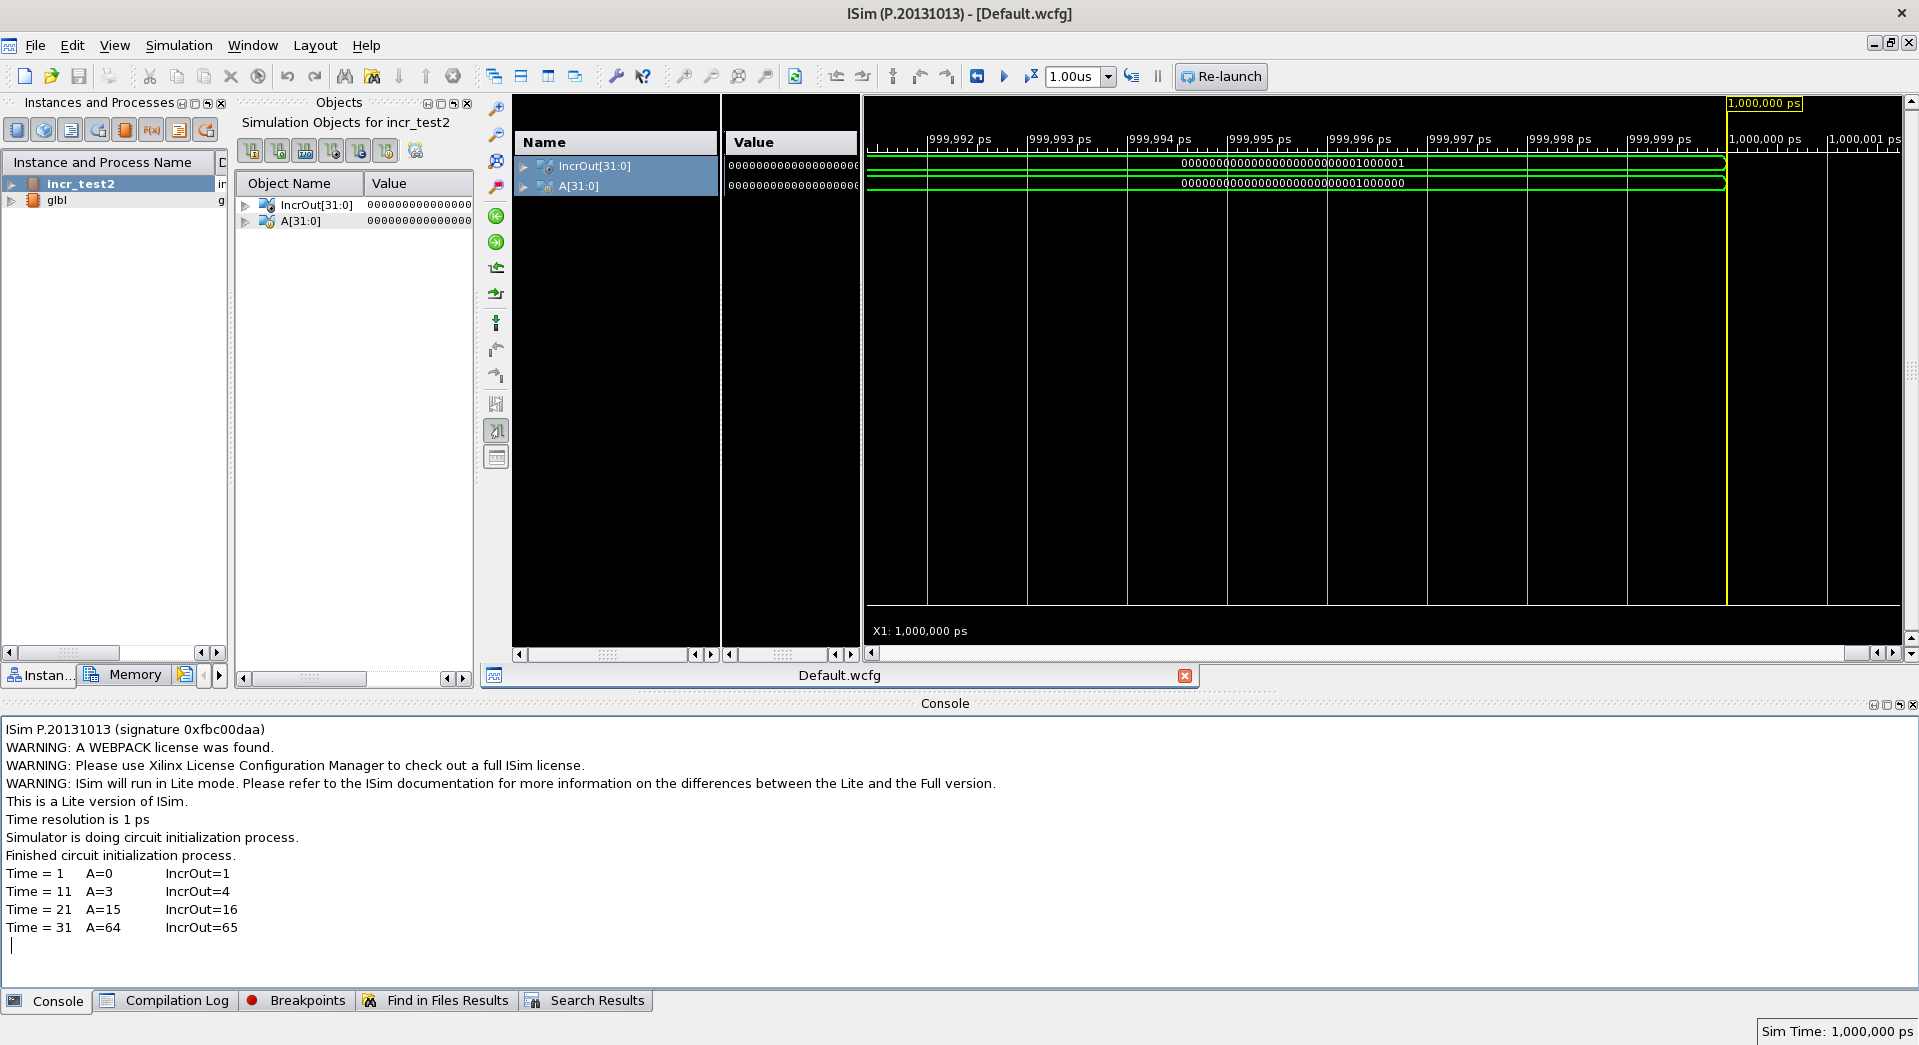 ISim (P.20131013) - [Default.wcfg]
File Edit View Simulation Window Layout Help
1.00us Re-launch
Instances and Processes
Instance and Process Name D
incr_test2 in
glbl gl
Instan... Memory
Objects
Simulation Objects for incr_test2
Object Name Value
IncrOut[31:0] 000000000000000
A[31:0] 000000000000000
Name Value
IncrOut[31:0] 0000000000000000000
A[31:0] 0000000000000000000
1,000,000 ps
999,992 ps 999,993 ps 999,994 ps 999,995 ps 999,996 ps 999,997 ps 999,998 ps 999,999 ps 1,000,000 ps 1,000,001 ps
00000000000000000000000001000001
00000000000000000000000001000000
X1: 1,000,000 ps
Default.wcfg
Console
ISim P.20131013 (signature 0xfbc00daa)
WARNING: A WEBPACK license was found.
WARNING: Please use Xilinx License Configuration Manager to check out a full ISim license.
WARNING: ISim will run in Lite mode. Please refer to the ISim documentation for more information on the differences between the Lite and the Full version.
This is a Lite version of ISim.
Time resolution is 1 ps
Simulator is doing circuit initialization process.
Finished circuit initialization process.
Time = 1 A=0 IncrOut=1
Time = 11 A=3 IncrOut=4
Time = 21 A=15 IncrOut=16
Time = 31 A=64 IncrOut=65
Console Compilation Log Breakpoints Find in Files Results Search Results
Sim Time: 1,000,000 ps